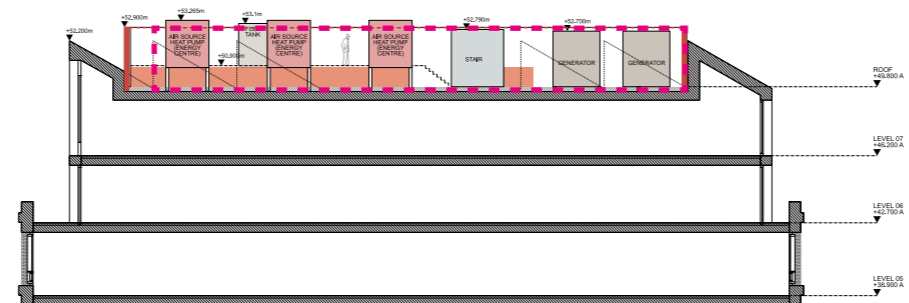 +53.265m
+53.1m
+52.900m
+52.790m
+52.700m
+52.200m
AIR SOURCE
HEAT PUMP
(ENERGY
CENTRE)
TANK
AIR SOURCE
HEAT PUMP
(ENERGY
CENTRE)
AIR SOURCE
HEAT PUMP
(ENERGY
CENTRE)
+50.900m
STAIR
GENERATOR
GENERATOR
ROOF
+49.800 A
LEVEL 07
+46.200 A
LEVEL 06
+42.700 A
LEVEL 05
+38.900 A